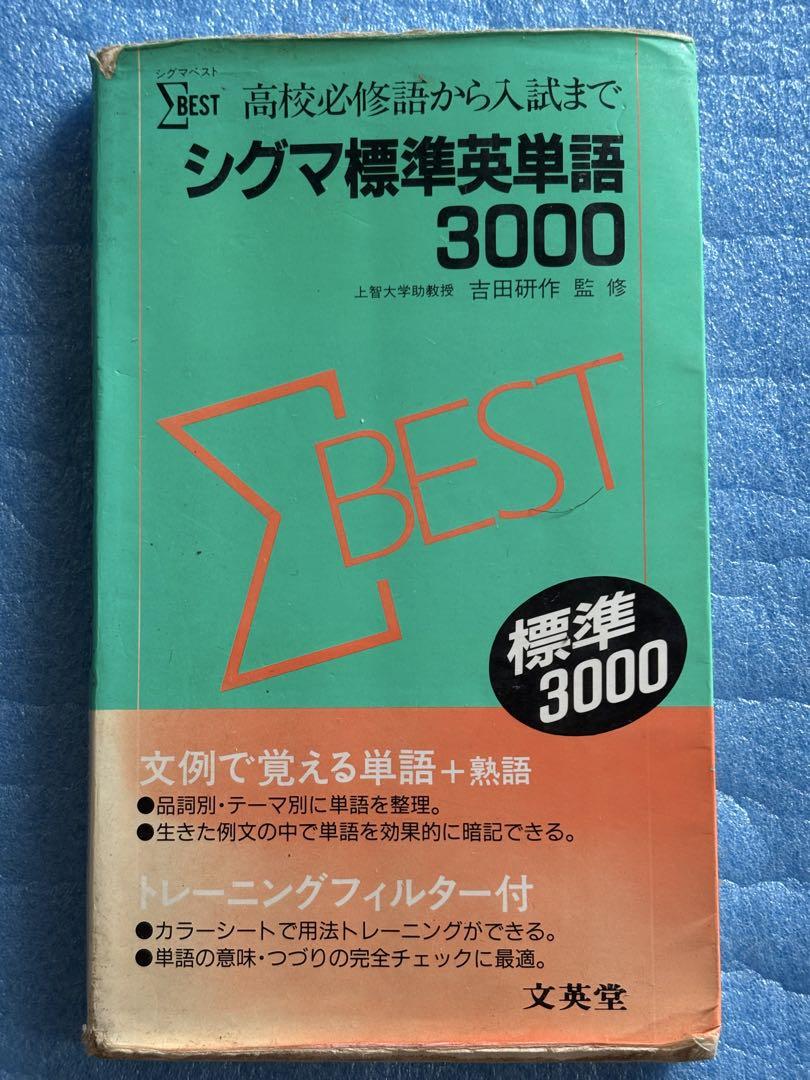 シグマベスト
ΣBEST 高校必修語から入試まで
シグマ標準英単語
3000
上智大学助教授 吉田研作 監修
ΣBEST
標準
3000
文例で覚える単語+熟語
●品詞別・テーマ別に単語を整理。
●生きた例文の中で単語を効果的に暗記できる。
トレーニングフィルター付
●カラーシートで用法トレーニングができる。
●単語の意味・つづりの完全チェックに最適。
文英堂